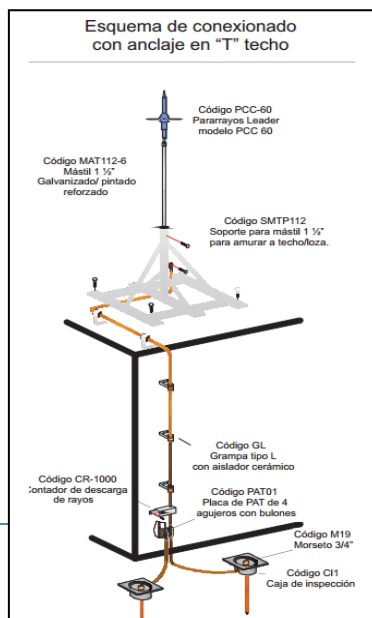 Esquema de conexionado
con anclaje en “T” techo
Código PCC-60
Pararrayos Leader
modelo PCC 60
Código MAT112-6
Mástil 1 ½”
Galvanizado/ pintado
reforzado
Código SMTP112
Soporte para mástil 1 ½”
para amurar a techo/loza.
Código GL
Grampa tipo L
con aislador cerámico
Código CR-1000
Contador de descarga
de rayos
Código PAT01
Placa de PAT de 4
agujeros con bulones
Código M19
Morseto 3/4”
Código CI1
Caja de inspección